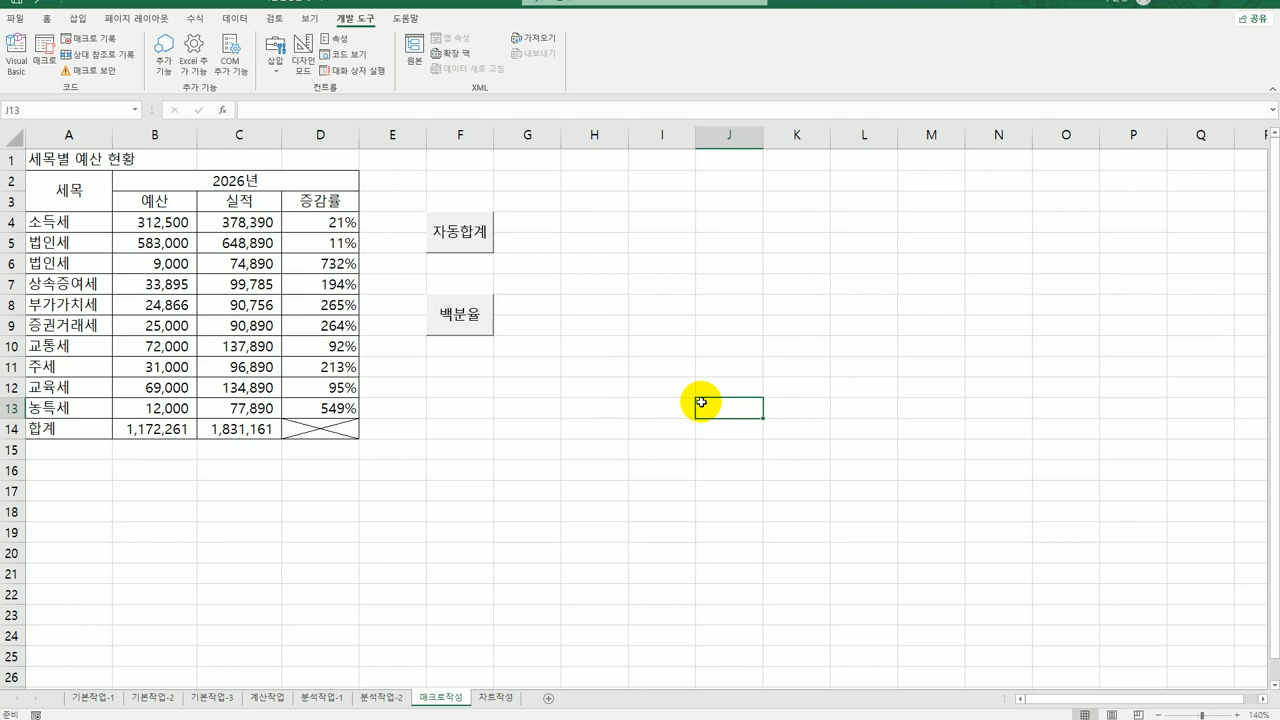 파일 홈 삽입 페이지 레이아웃 수식 데이터 검토 보기 개발 도구 도움말 공유
Visual Basic
매크로
매크로 기록
상대 참조로 기록
매크로 보안
코드
추가 기능
Excel 추가 기능
COM 추가 기능
추가 기능
삽입
디자인 모드
속성
코드 보기
대화 상자 실행
컨트롤
원본
맵 속성
확장 팩
데이터 새로 고침
가져오기
내보내기
XML
J13 fx
A B C D E F G H I J K L M N O P Q
1 세목별 예산 현황
2 세목 2026년
3 예산 실적 증감률
4 소득세 312,500 378,390 21%
자동합계
5 법인세 583,000 648,890 11%
6 법인세 9,000 74,890 732%
7 상속증여세 33,895 99,785 194%
8 부가가치세 24,866 90,756 265%
백분율
9 증권거래세 25,000 90,890 264%
10 교통세 72,000 137,890 92%
11 주세 31,000 96,890 213%
12 교육세 69,000 134,890 95%
13 농특세 12,000 77,890 549%
14 합계 1,172,261 1,831,161
15
16
17
18
19
20
21
22
23
24
25
26
기본작업-1 기본작업-2 기본작업-3 계산작업 분석작업-1 분석작업-2 매크로작성 차트작성
준비 140%